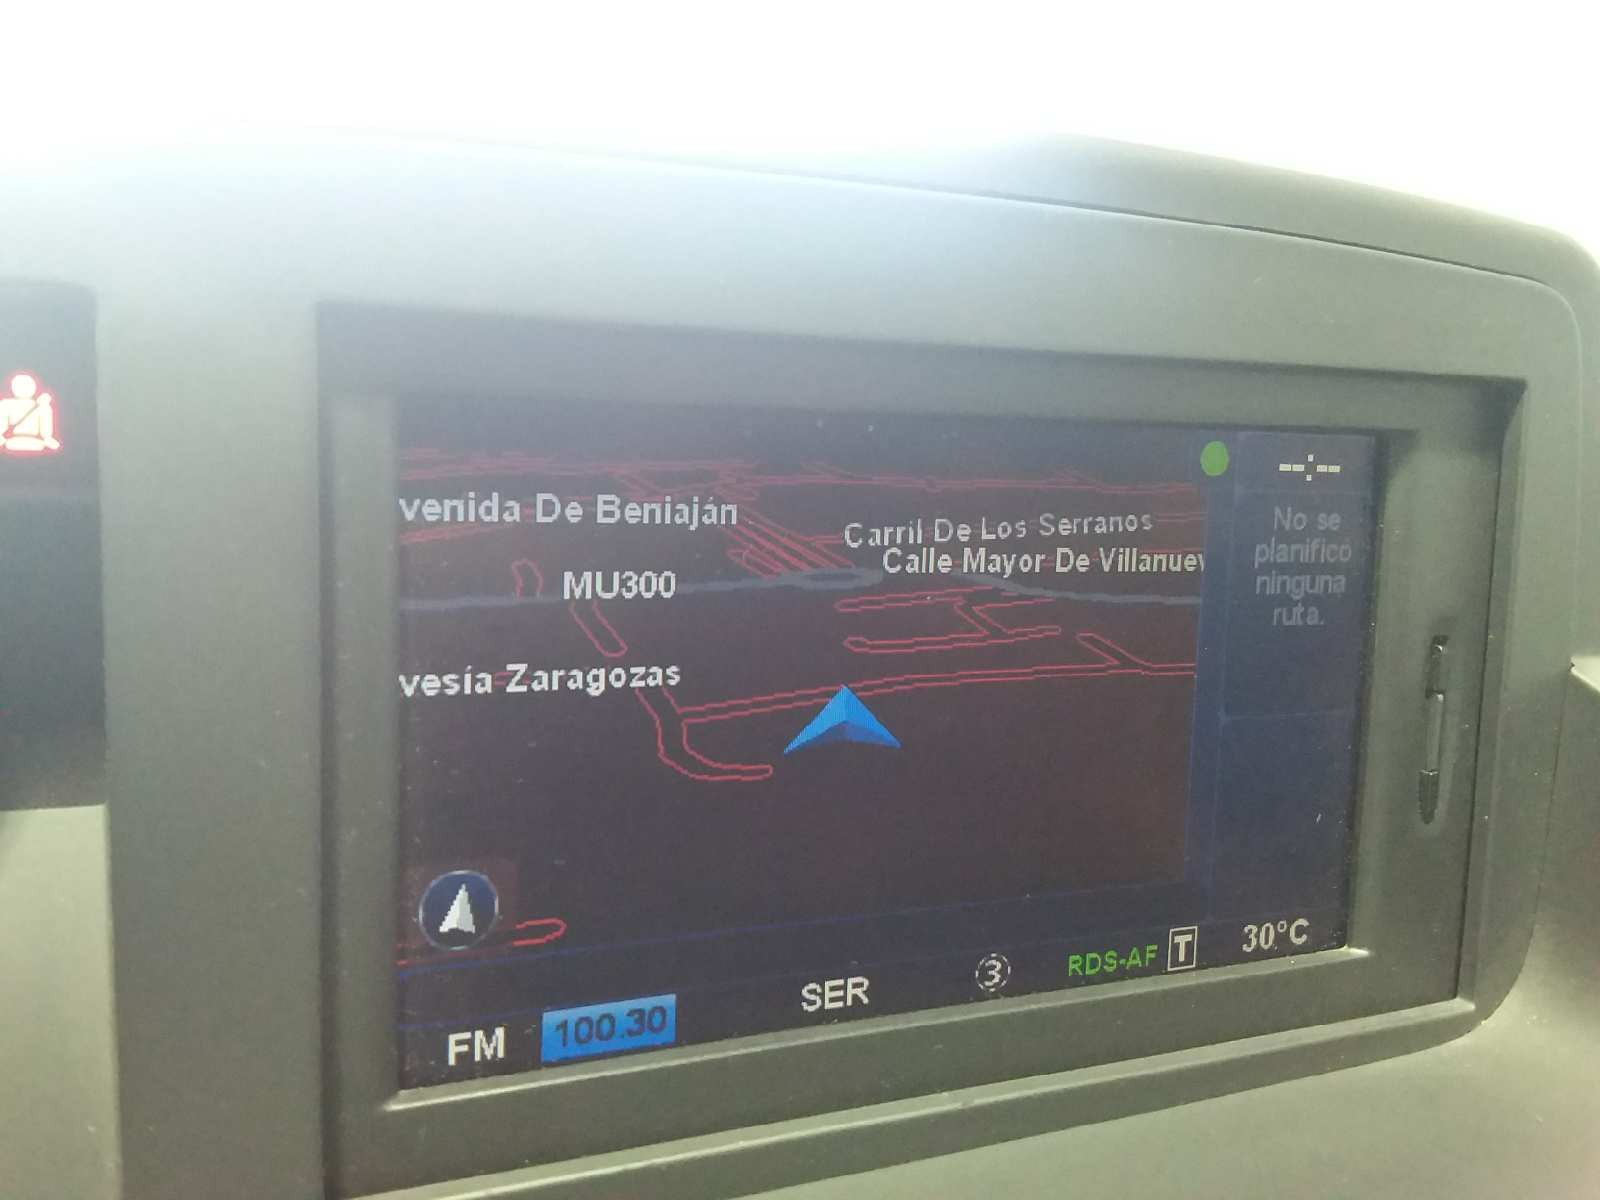 --:--
No se
planificó
ninguna
ruta.
venida De Beniaján
Carril De Los Serranos
Calle Mayor De Villanuev
MU300
vesía Zaragozas
FM 100.30 SER 3 RDS-AF T 30°C